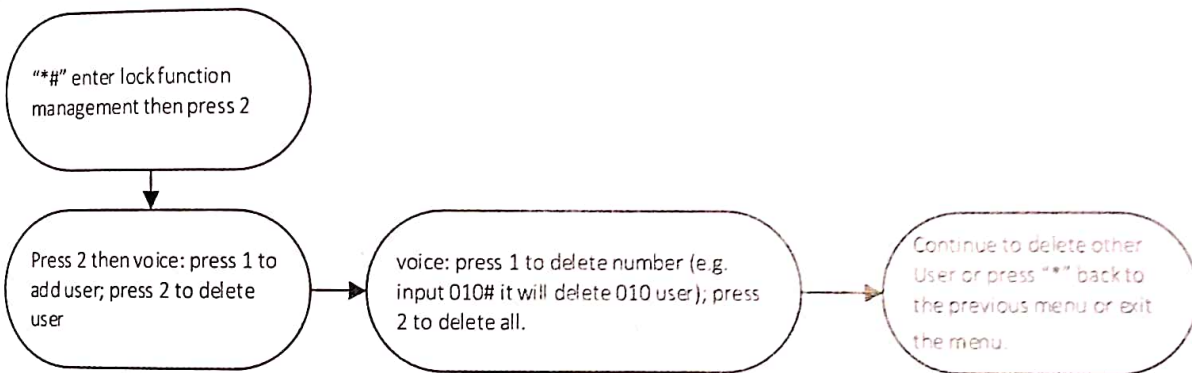 “*#” enter lock function
management then press 2
Press 2 then voice: press 1 to
add user; press 2 to delete
user
voice: press 1 to delete number (e.g.
input 010# it will delete 010 user); press
2 to delete all.
Continue to delete other
User or press “*” back to
the previous menu or exit
the menu.